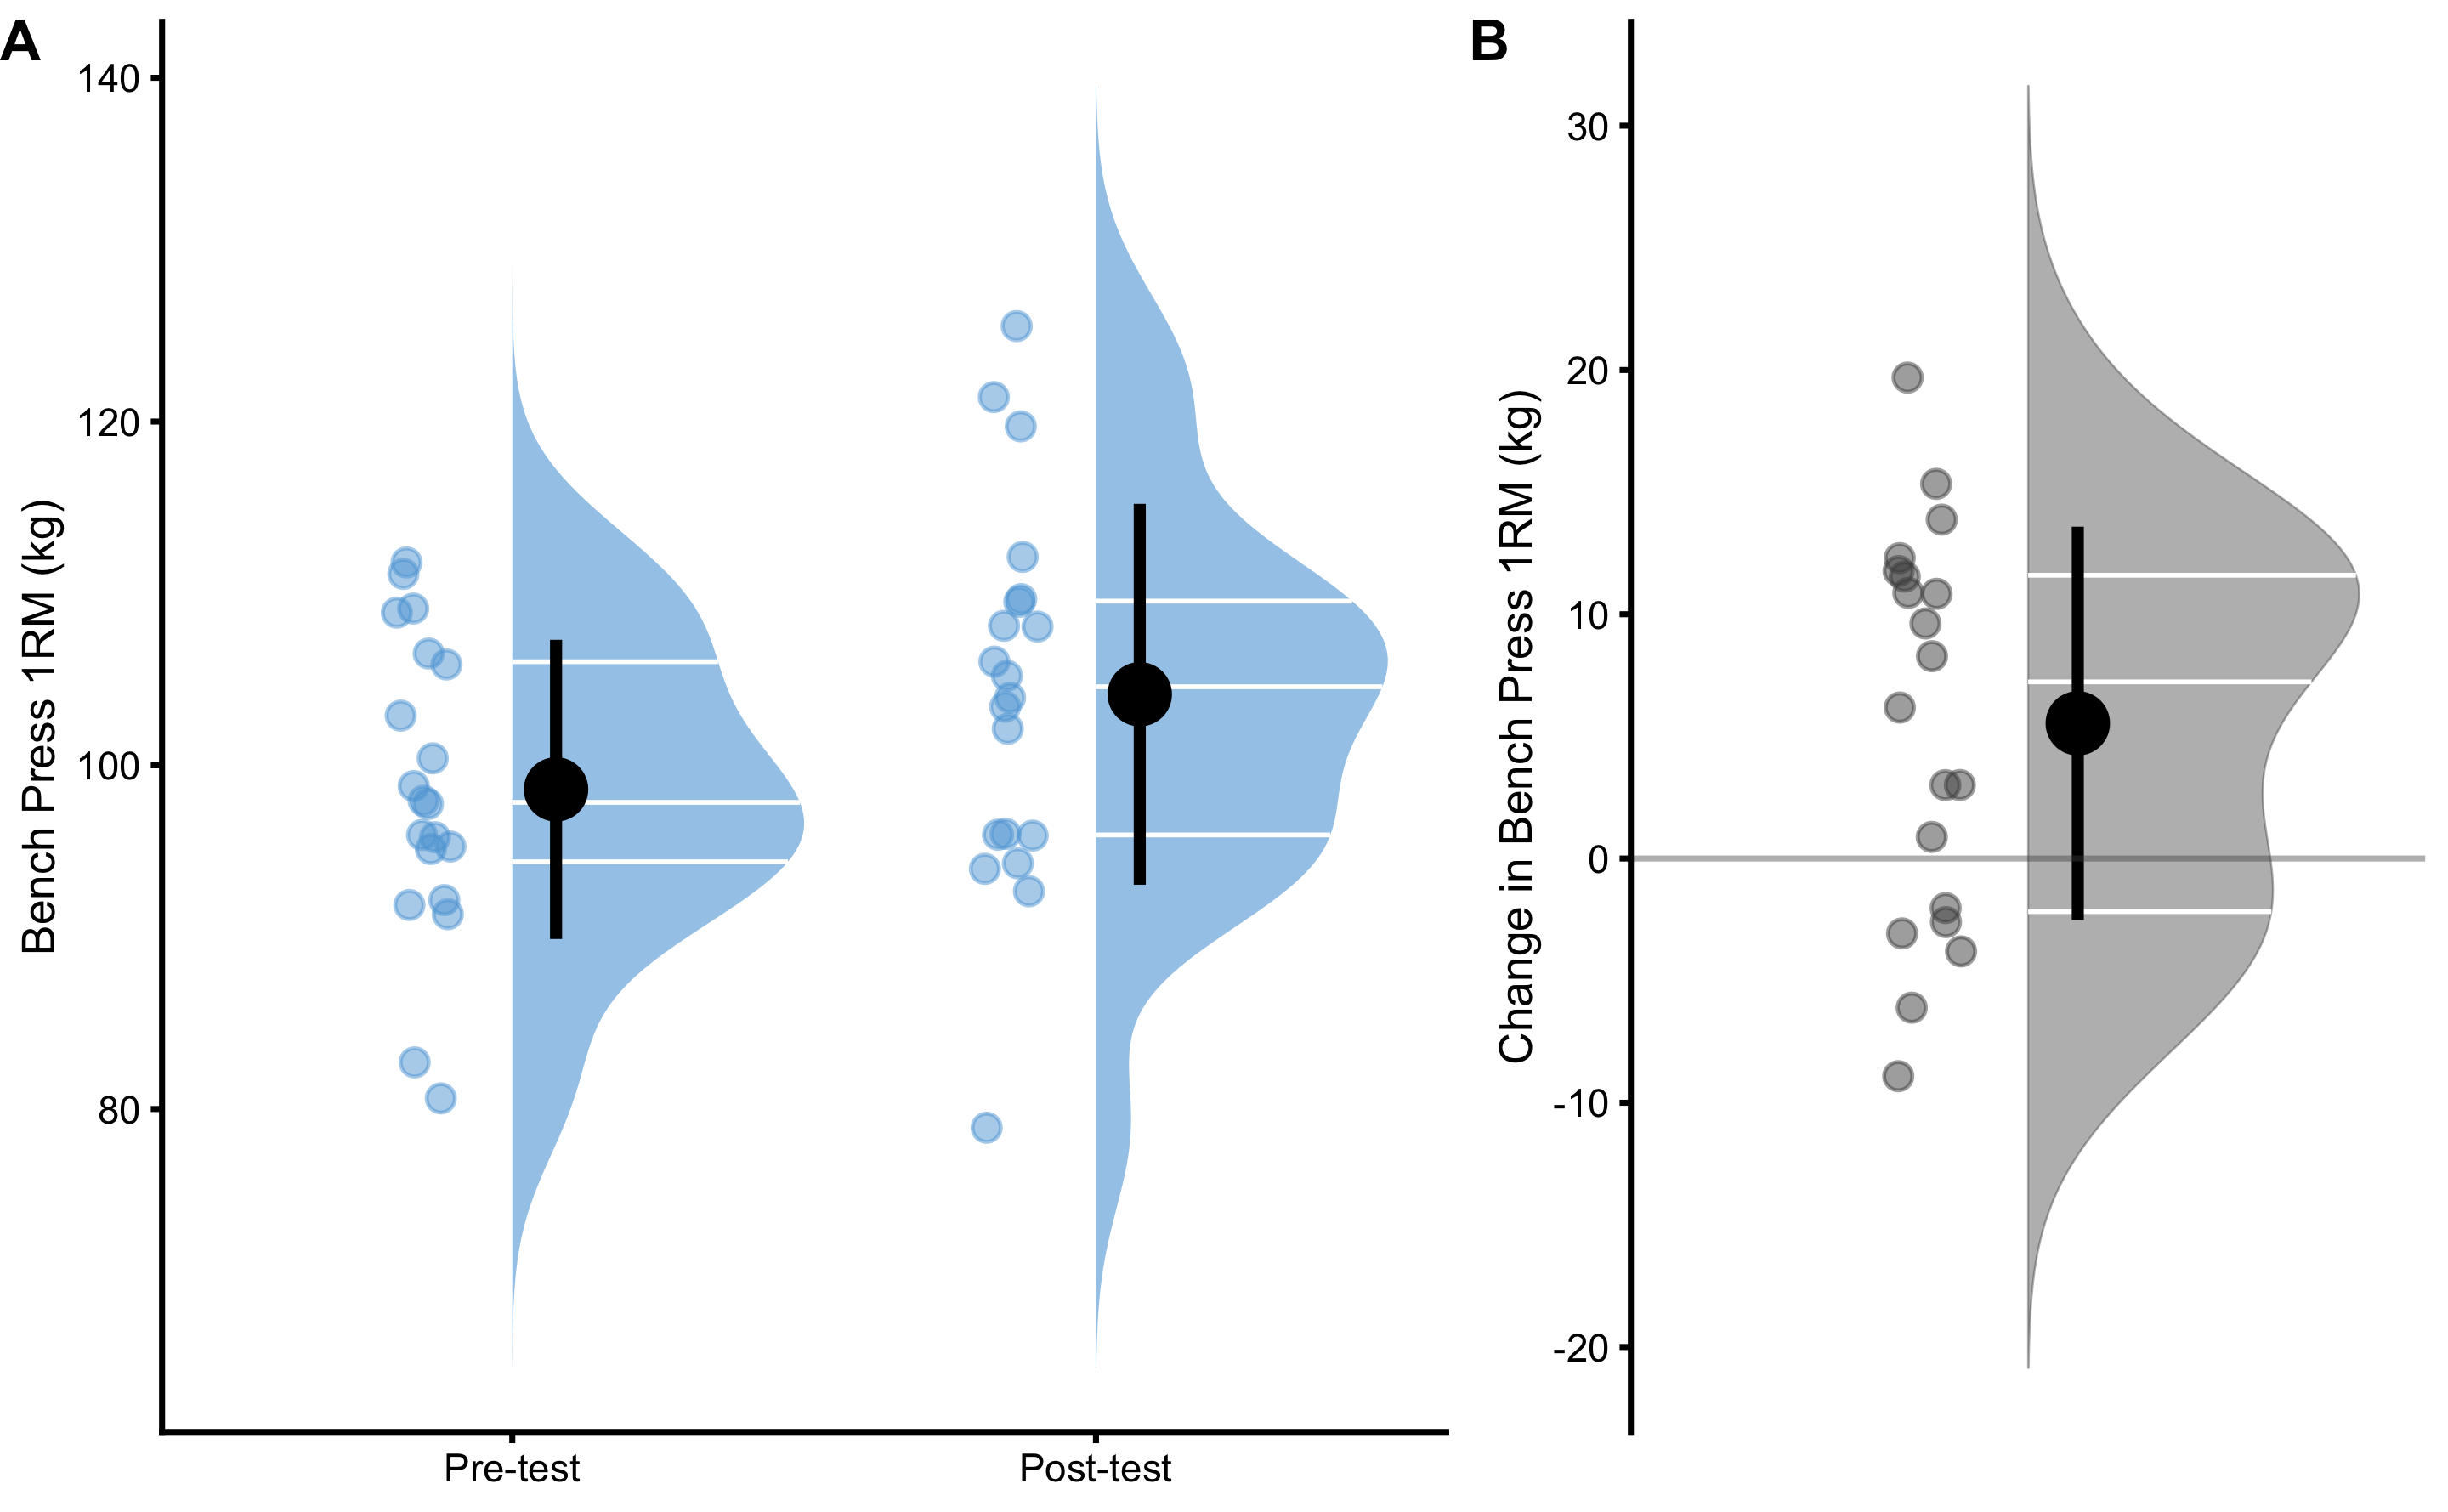 A
140
120
100
80
Bench Press 1RM (kg)
Pre-test
Post-test
B
30
20
10
0
-10
-20
Change in Bench Press 1RM (kg)